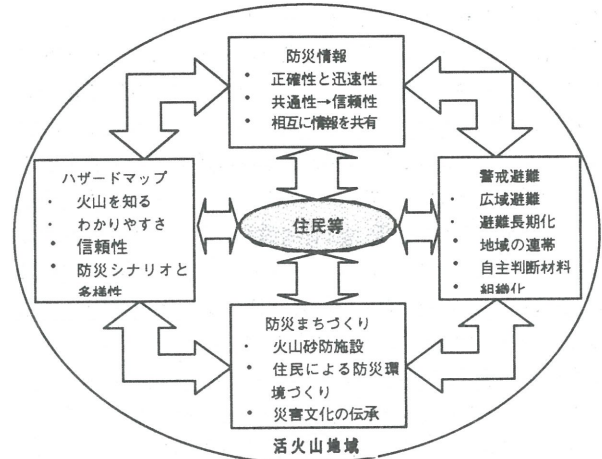 防災情報
・ 正確性と迅速性
・ 共通性→信頼性
・ 相互に情報を共有
ハザードマップ
・ 火山を知る
・ わかりやすさ
・ 信頼性
・ 防災シナリオと
多様性
住民等
警戒避難
・ 広域避難
・ 避難長期化
・ 地域の連帯
・ 自主判断材料
・ 組織化
防災まちづくり
・ 火山砂防施設
・ 住民による防災環
境づくり
・ 災害文化の伝承
活火山地域